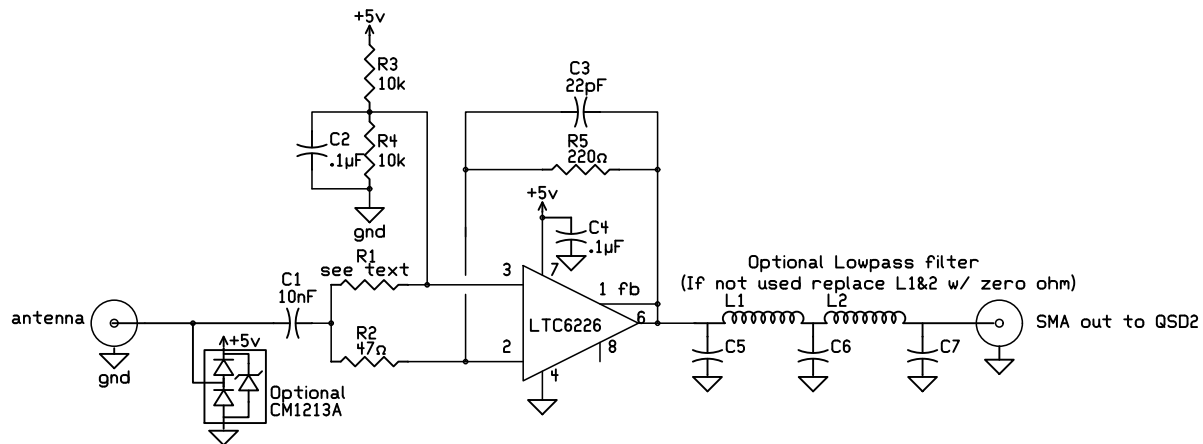 +5v
R3
10k
C2
.1µF
R4
10k
gnd
C3
22pF
R5
220Ω
+5v
C4
.1µF
R1
see text
C1
10nF
R2
47Ω
antenna
gnd
+5v
Optional
CM1213A
3
2
7
1 fb
6
8
4
LTC6226
Optional Lowpass filter
(If not used replace L1&2 w/ zero ohm)
L1
L2
C5
C6
C7
SMA out to QSD2